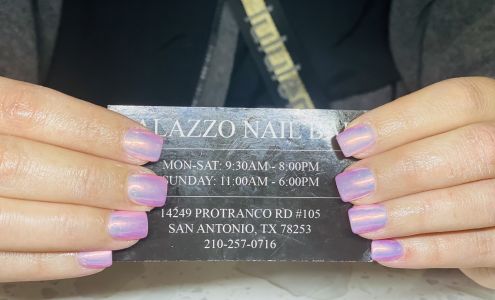 ALAZZO NAIL B
MON-SAT: 9:30AM - 8:00PM
SUNDAY: 11:00AM - 6:00PM
14249 PROTRANCO RD #105
SAN ANTONIO, TX 78253
210-257-0716